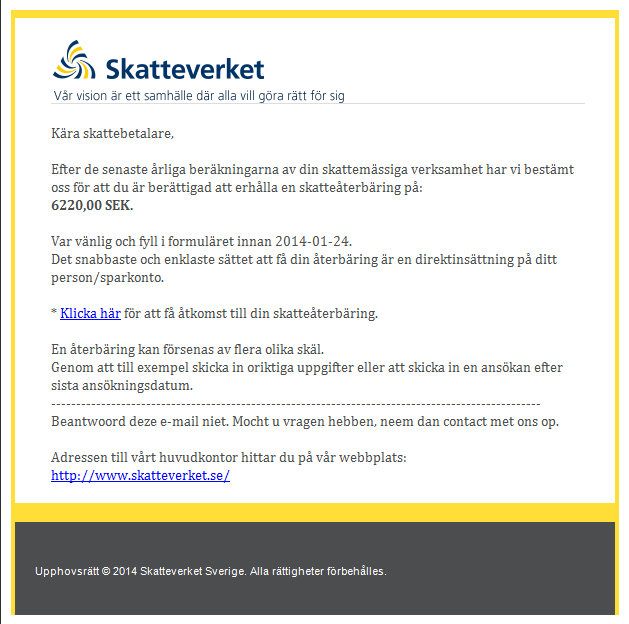 Skatteverket
Vår vision är ett samhälle där alla vill göra rätt för sig
Kära skattebetalare,
Efter de senaste årliga beräkningarna av din skattemässiga verksamhet har vi bestämt
oss för att du är berättigad att erhålla en skatteåterbäring på:
6220,00 SEK.
Var vänlig och fyll i formuläret innan 2014-01-24.
Det snabbaste och enklaste sättet att få din återbäring är en direktinsättning på ditt
person/sparkonto.
* Klicka här för att få åtkomst till din skatteåterbäring.
En återbäring kan försenas av flera olika skäl.
Genom att till exempel skicka in oriktiga uppgifter eller att skicka in en ansökan efter
sista ansökningsdatum.
--------------------------------------------------------------------------------------------------
Beantwoord deze e-mail niet. Mocht u vragen hebben, neem dan contact met ons op.
Adressen till vårt huvudkontor hittar du på vår webbplats:
http://www.skatteverket.se/
Upphovsrätt © 2014 Skatteverket Sverige. Alla rättigheter förbehålles.